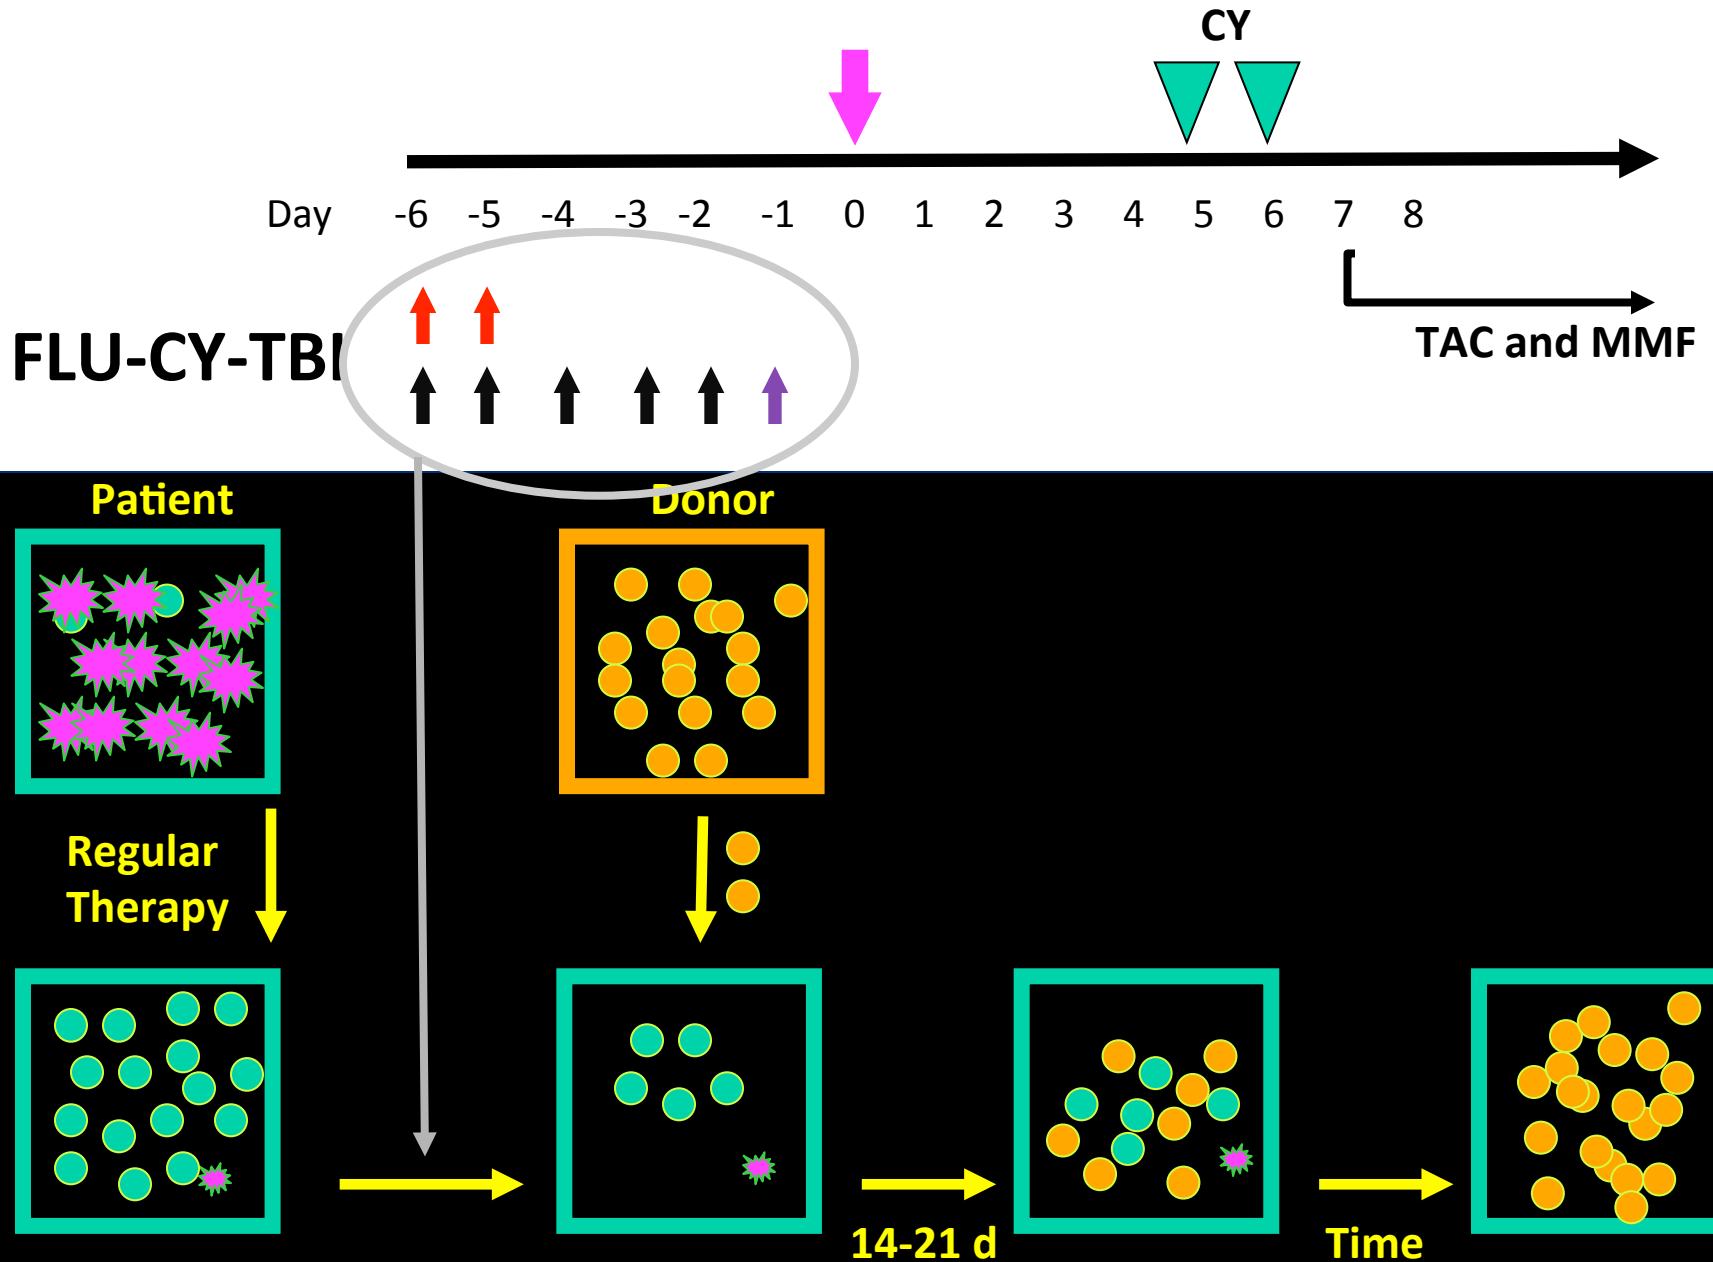 CY
Day -6 -5 -4 -3 -2 -1 0 1 2 3 4 5 6 7 8
FLU-CY-TBI
TAC and MMF
Patient
Donor
Regular
Therapy
14-21 d
Time